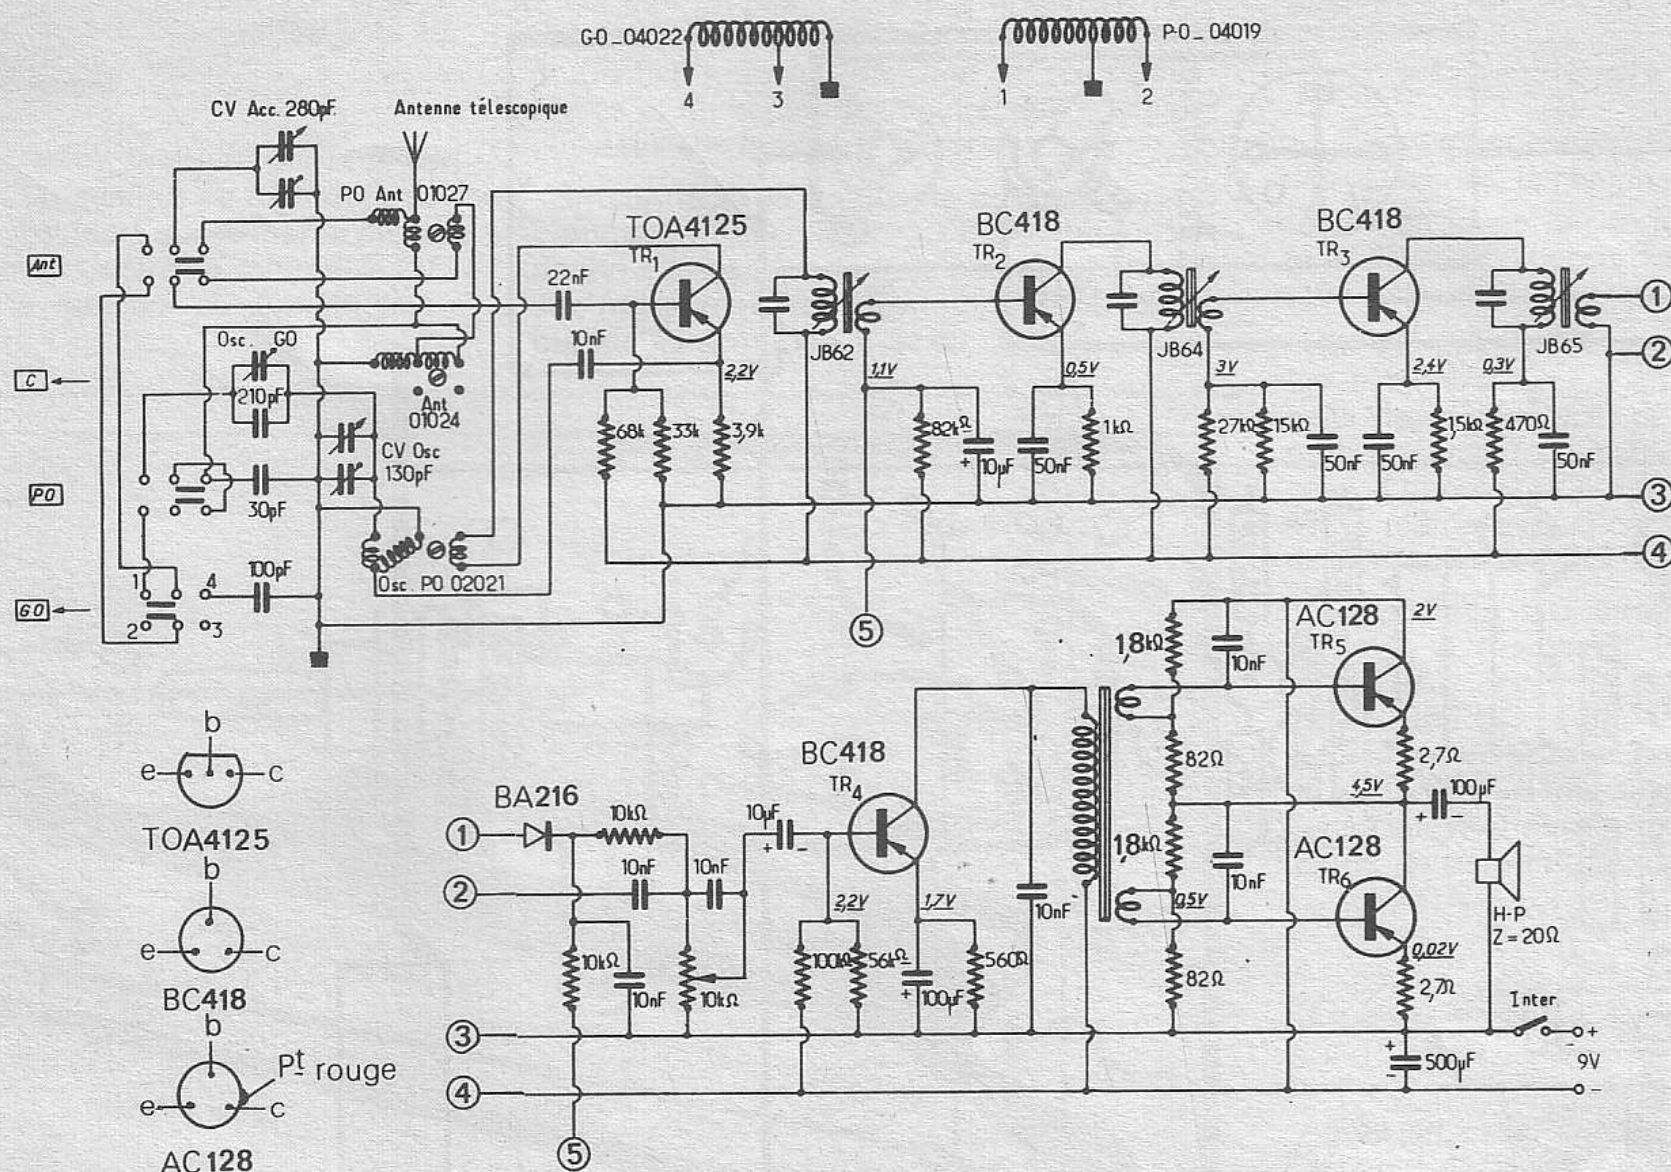 G-O_04022
P-O_04019
4
3
1
2
CV Acc. 280pF.
Antenne télescopique
PO Ant 01027
TOA4125
TR1
BC418
TR2
BC418
TR3
Ant
22nF
10nF
Osc. GO
210pF
C
Ant
01024
CV Osc
130pF
PO
30pF
100pF
Osc. PO 02021
GO
1
4
2
3
68k
33k
2,2V
3,9k
JB62
1,1V
82kΩ
10µF
+
0,5V
50nF
1kΩ
JB64
3V
27kΩ
15kΩ
50nF
2,4V
50nF
1,5kΩ
0,3V
470Ω
JB65
50nF
1
2
3
4
5
b
e
c
TOA4125
b
e
c
BC418
b
Pt rouge
e
c
AC128
1
BA216
10kΩ
2
10nF
10nF
10kΩ
10nF
10kΩ
10µF
+ -
BC418
TR4
2,2V
1,7V
100kΩ
56kΩ
100µF
+
560Ω
10nF
1,8kΩ
10nF
AC128
TR5
2V
82Ω
2,7Ω
4,5V
100µF
+ -
1,8kΩ
10nF
AC128
TR6
0,5V
0,02V
82Ω
2,7Ω
H-P
Z = 20Ω
Inter
+
9V
-
+
500µF
-
3
4
5